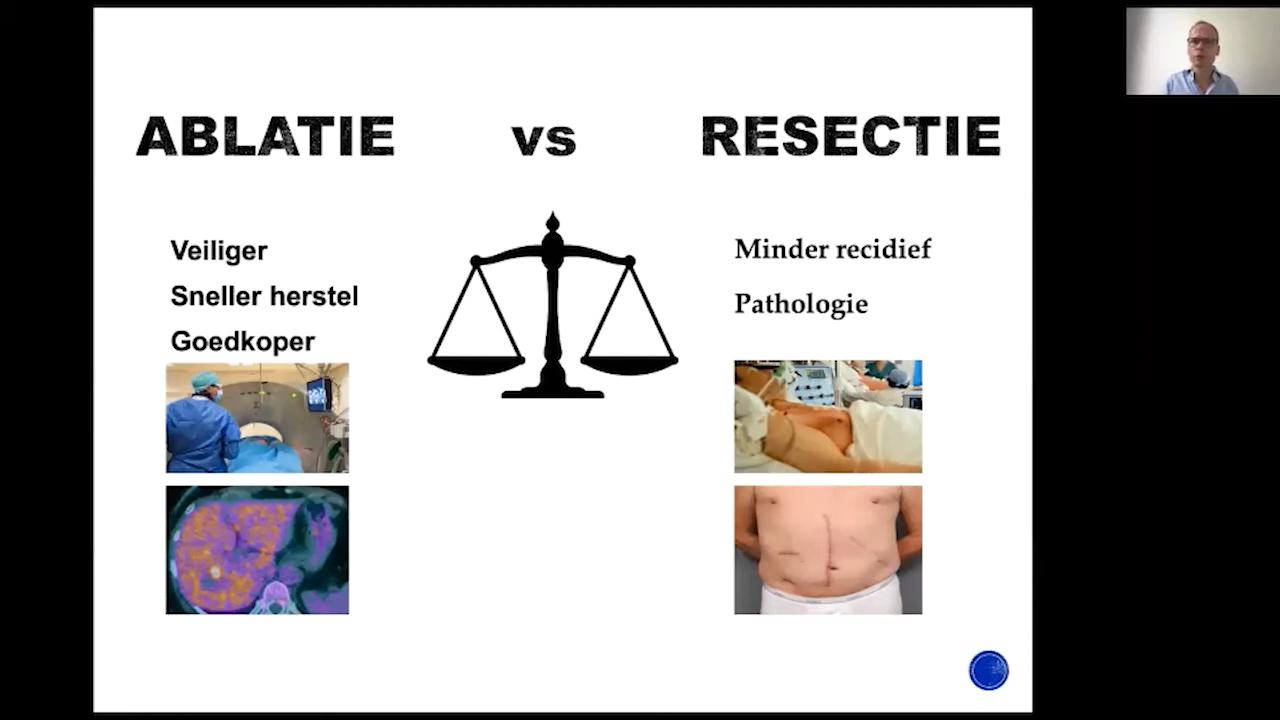 ABLATIE vs RESECTIE
Veiliger
Sneller herstel
Goedkoper
Minder recidief
Pathologie